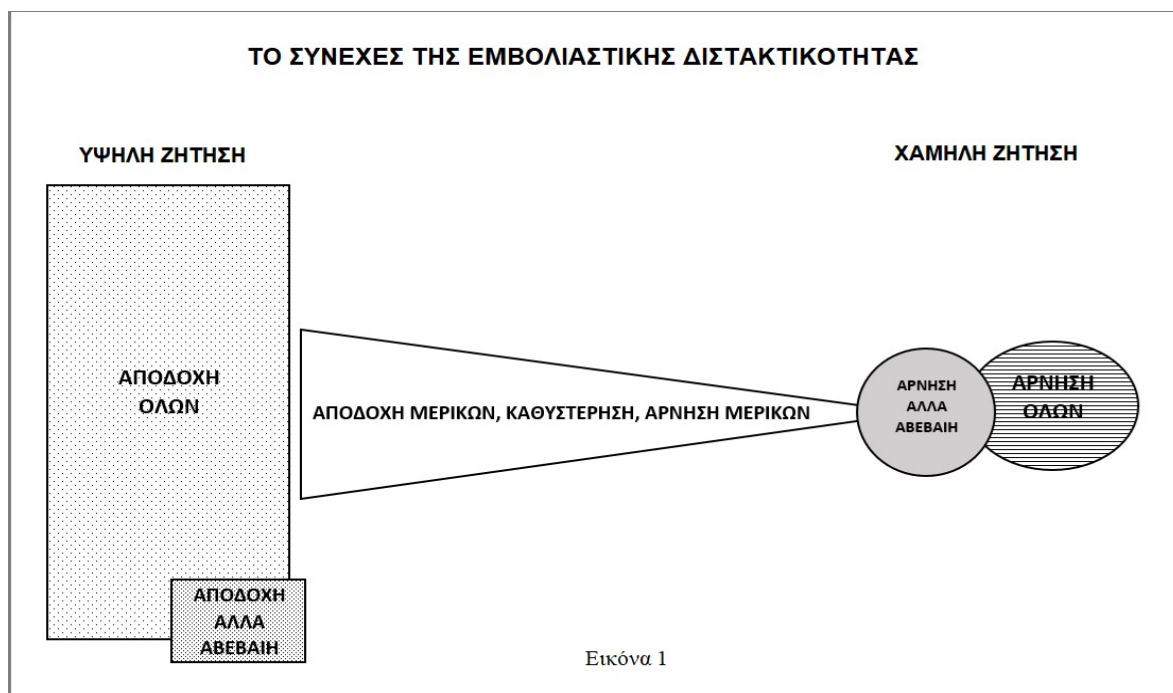 ΤΟ ΣΥΝΕΧΕΣ ΤΗΣ ΕΜΒΟΛΙΑΣΤΙΚΗΣ ΔΙΣΤΑΚΤΙΚΟΤΗΤΑΣ
ΥΨΗΛΗ ΖΗΤΗΣΗ
ΧΑΜΗΛΗ ΖΗΤΗΣΗ
ΑΠΟΔΟΧΗ
ΟΛΩΝ
ΑΠΟΔΟΧΗ ΜΕΡΙΚΩΝ, ΚΑΘΥΣΤΕΡΗΣΗ, ΑΡΝΗΣΗ ΜΕΡΙΚΩΝ
ΑΡΝΗΣΗ
ΑΛΛΑ
ΑΒΕΒΑΙΗ
ΑΡΝΗΣΗ
ΟΛΩΝ
ΑΠΟΔΟΧΗ
ΑΛΛΑ
ΑΒΕΒΑΙΗ
Εικόνα 1